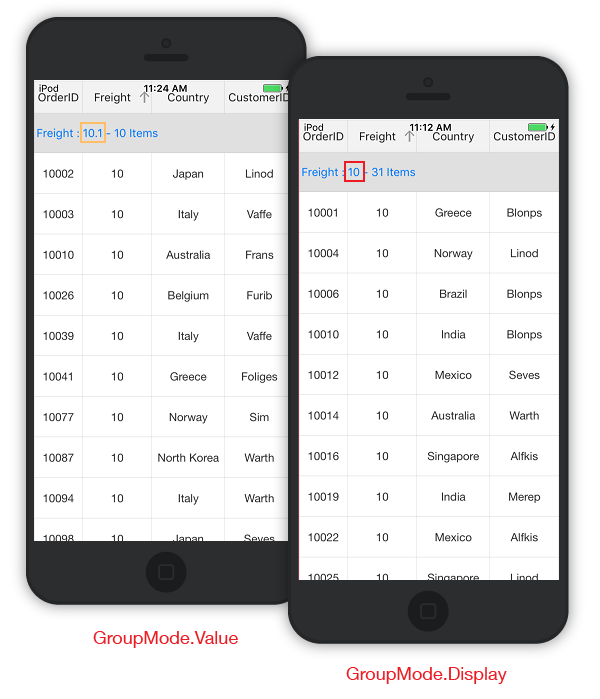 iPod 11:24 AM
OrderID Freight Country CustomerID
Freight : 10.1 - 10 Items
10002 10 Japan Linod
10003 10 Italy Vaffe
10010 10 Australia Frans
10026 10 Belgium Furib
10039 10 Italy Vaffe
10041 10 Greece Foliges
10077 10 Norway Sim
10087 10 North Korea Warth
10094 10 Italy Warth
10098 10 Japan Seves
GroupMode.Value
iPod 11:12 AM
OrderID Freight Country CustomerID
Freight : 10 - 31 Items
10001 10 Greece Blonps
10004 10 Norway Linod
10006 10 Brazil Blonps
10010 10 India Blonps
10012 10 Mexico Seves
10014 10 Australia Warth
10016 10 Singapore Alfkis
10019 10 India Merep
10022 10 Mexico Alfkis
10025 10 Singapore Linod
GroupMode.Display